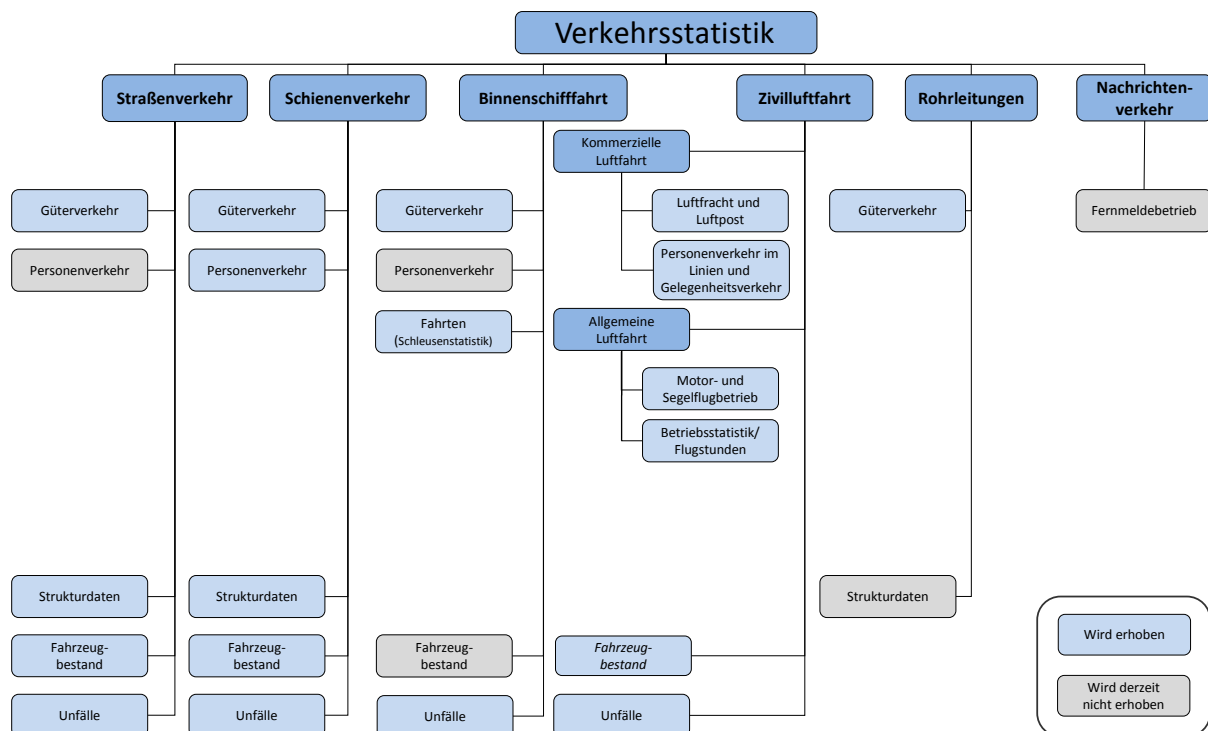 Verkehrsstatistik
Straßenverkehr
Schienenverkehr
Binnenschifffahrt
Zivilluftfahrt
Rohrleitungen
Nachrichten-
verkehr
Kommerzielle
Luftfahrt
Güterverkehr
Güterverkehr
Güterverkehr
Luftfracht und
Luftpost
Güterverkehr
Fernmeldebetrieb
Personenverkehr
Personenverkehr
Personenverkehr
Personenverkehr im
Linien und
Gelegenheitsverkehr
Fahrten
(Schleusenstatistik)
Allgemeine
Luftfahrt
Motor- und
Segelflugbetrieb
Betriebsstatistik/
Flugstunden
Strukturdaten
Strukturdaten
Strukturdaten
Fahrzeug-
bestand
Fahrzeug-
bestand
Fahrzeug-
bestand
Fahrzeug-
bestand
Unfälle
Unfälle
Unfälle
Unfälle
Wird erhoben
Wird derzeit
nicht erhoben